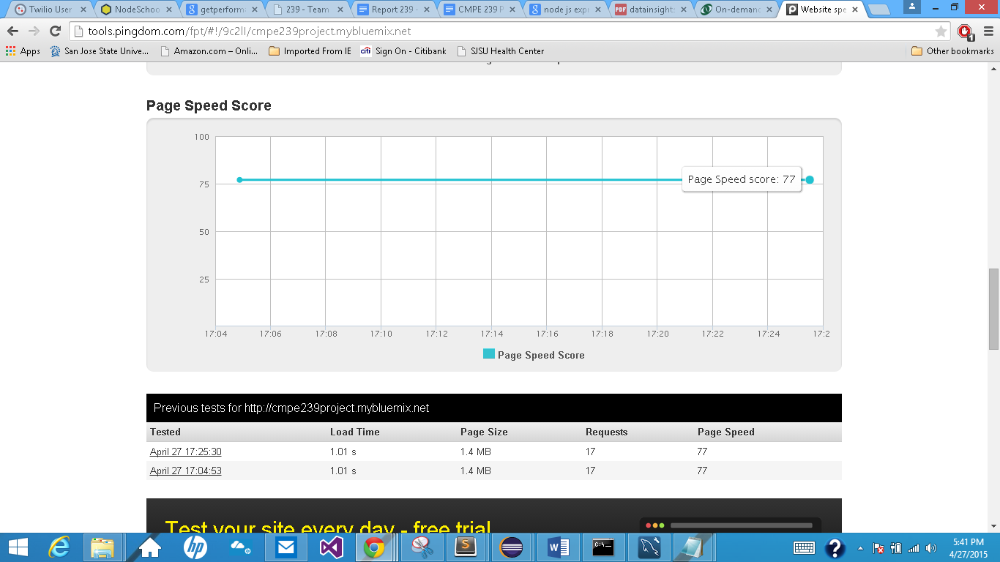 Twilio User
NodeSchoo
getperform
239 - Team
Report 239 -
CMPE 239 P
node js exp
datainsight
On-deman
Website spe
tools.pingdom.com/fpt/#!/9c2lI/cmpe239project.mybluemix.net
1
Apps
San Jose State Unive...
Amazon.com – Onli...
Imported From IE
citi Sign On - Citibank
SJSU Health Center
Other bookmarks
Page Speed Score
100
75
50
25
Page Speed score: 77
17:04 17:06 17:08 17:10 17:12 17:14 17:16 17:18 17:20 17:22 17:24 17:2
Page Speed Score
Previous tests for http://cmpe239project.mybluemix.net
Tested Load Time Page Size Requests Page Speed
April 27 17:25:30 1.01 s 1.4 MB 17 77
April 27 17:04:53 1.01 s 1.4 MB 17 77
Test your site every day - free trial
hp
C:\
5:41 PM
4/27/2015